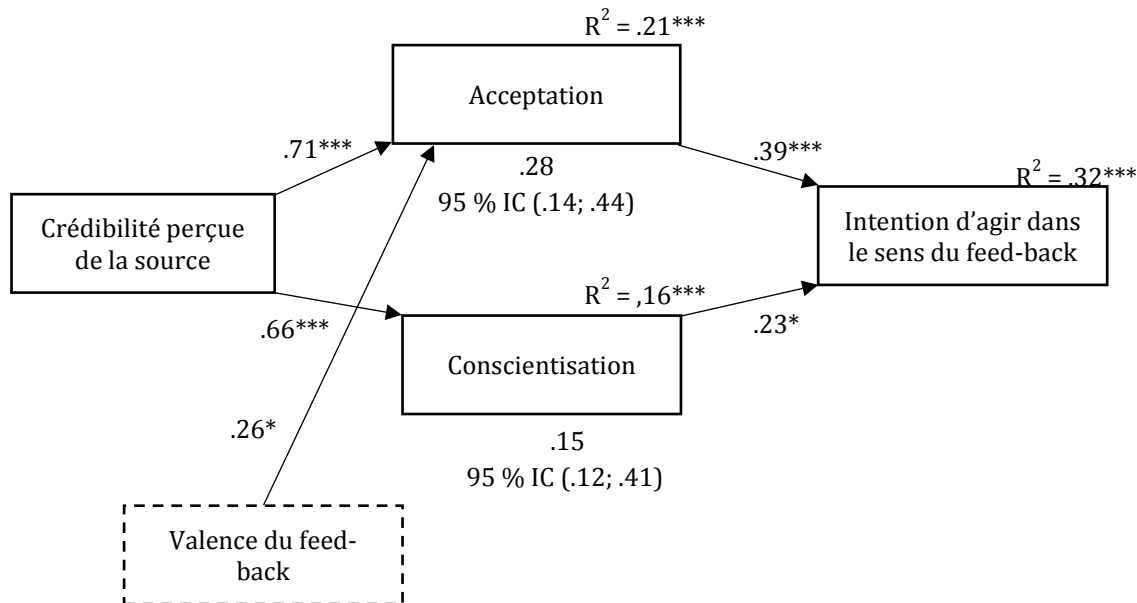 R² = .21***
Acceptation
.71***
.39***
.28
95 % IC (.14; .44)
R² = .32***
Crédibilité perçue
de la source
Intention d’agir dans
le sens du feed-back
R² = ,16***
.66***
.23*
Conscientisation
.26*
.15
95 % IC (.12; .41)
Valence du feed-
back